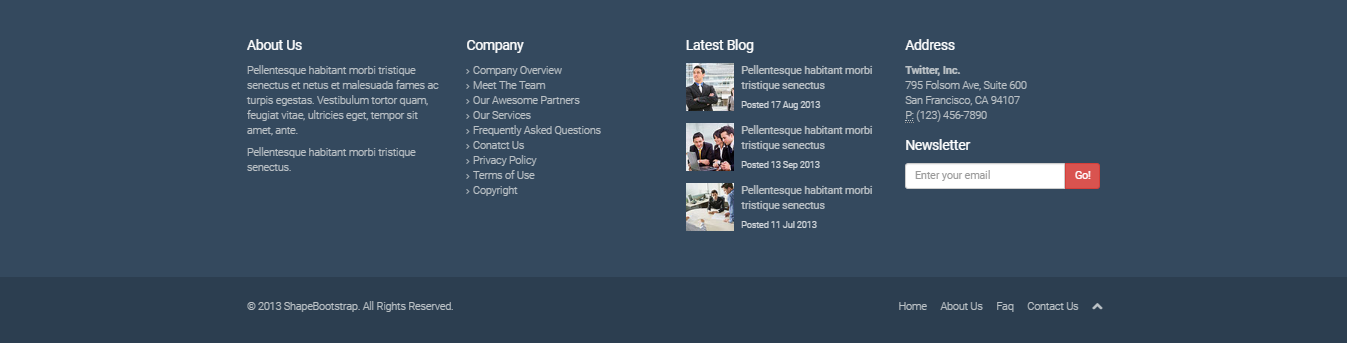 About Us
Pellentesque habitant morbi tristique
senectus et netus et malesuada fames ac
turpis egestas. Vestibulum tortor quam,
feugiat vitae, ultricies eget, tempor sit
amet, ante.
Pellentesque habitant morbi tristique
senectus.
Company
› Company Overview
› Meet The Team
› Our Awesome Partners
› Our Services
› Frequently Asked Questions
› Conatct Us
› Privacy Policy
› Terms of Use
› Copyright
Latest Blog
Pellentesque habitant morbi
tristique senectus
Posted 17 Aug 2013
Pellentesque habitant morbi
tristique senectus
Posted 13 Sep 2013
Pellentesque habitant morbi
tristique senectus
Posted 11 Jul 2013
Address
Twitter, Inc.
795 Folsom Ave, Suite 600
San Francisco, CA 94107
P: (123) 456-7890
Newsletter
Enter your email Go!
© 2013 ShapeBootstrap. All Rights Reserved.
Home About Us Faq Contact Us